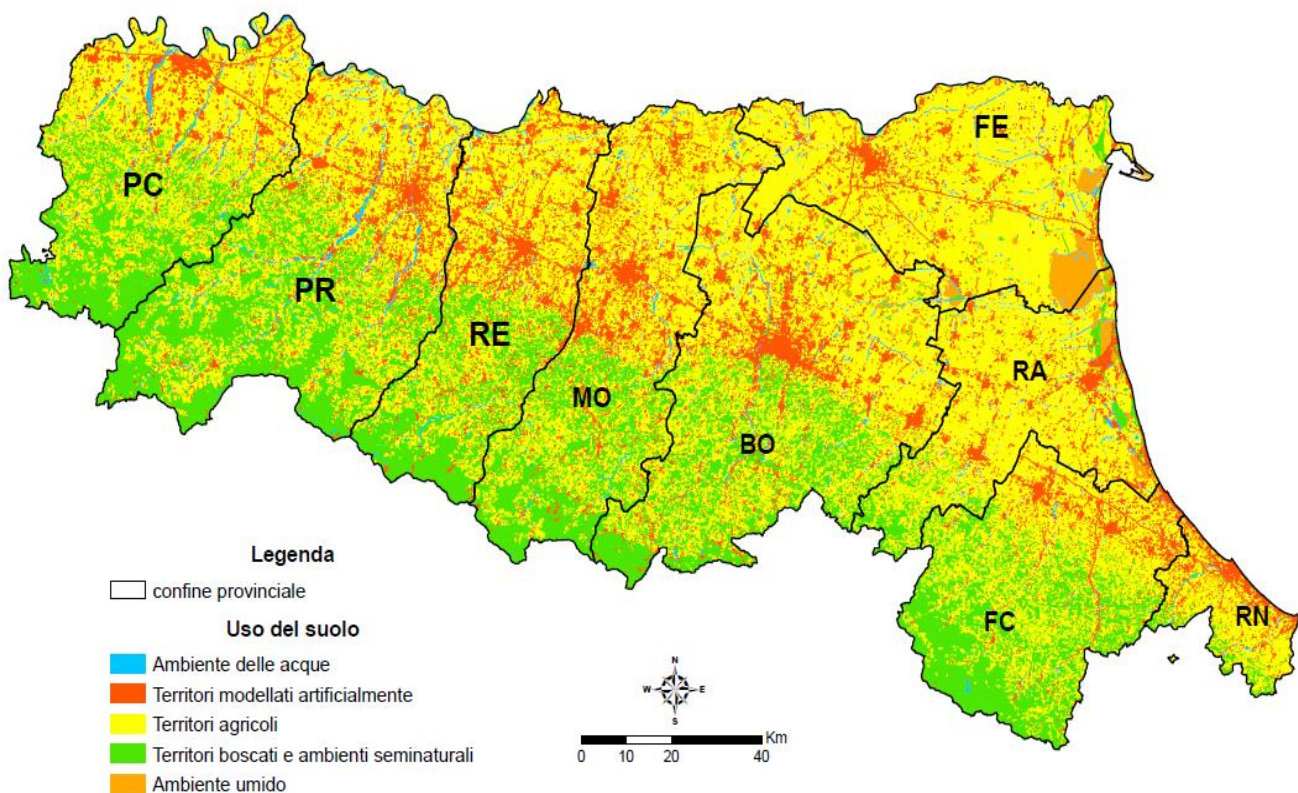 FE
PC
PR
RE
RA
MO
BO
FC
RN
Legenda
confine provinciale
Uso del suolo
Ambiente delle acque
Territori modellati artificialmente
Territori agricoli
Territori boscati e ambienti seminaturali
Ambiente umido
N
W E
S
Km
0 10 20 40